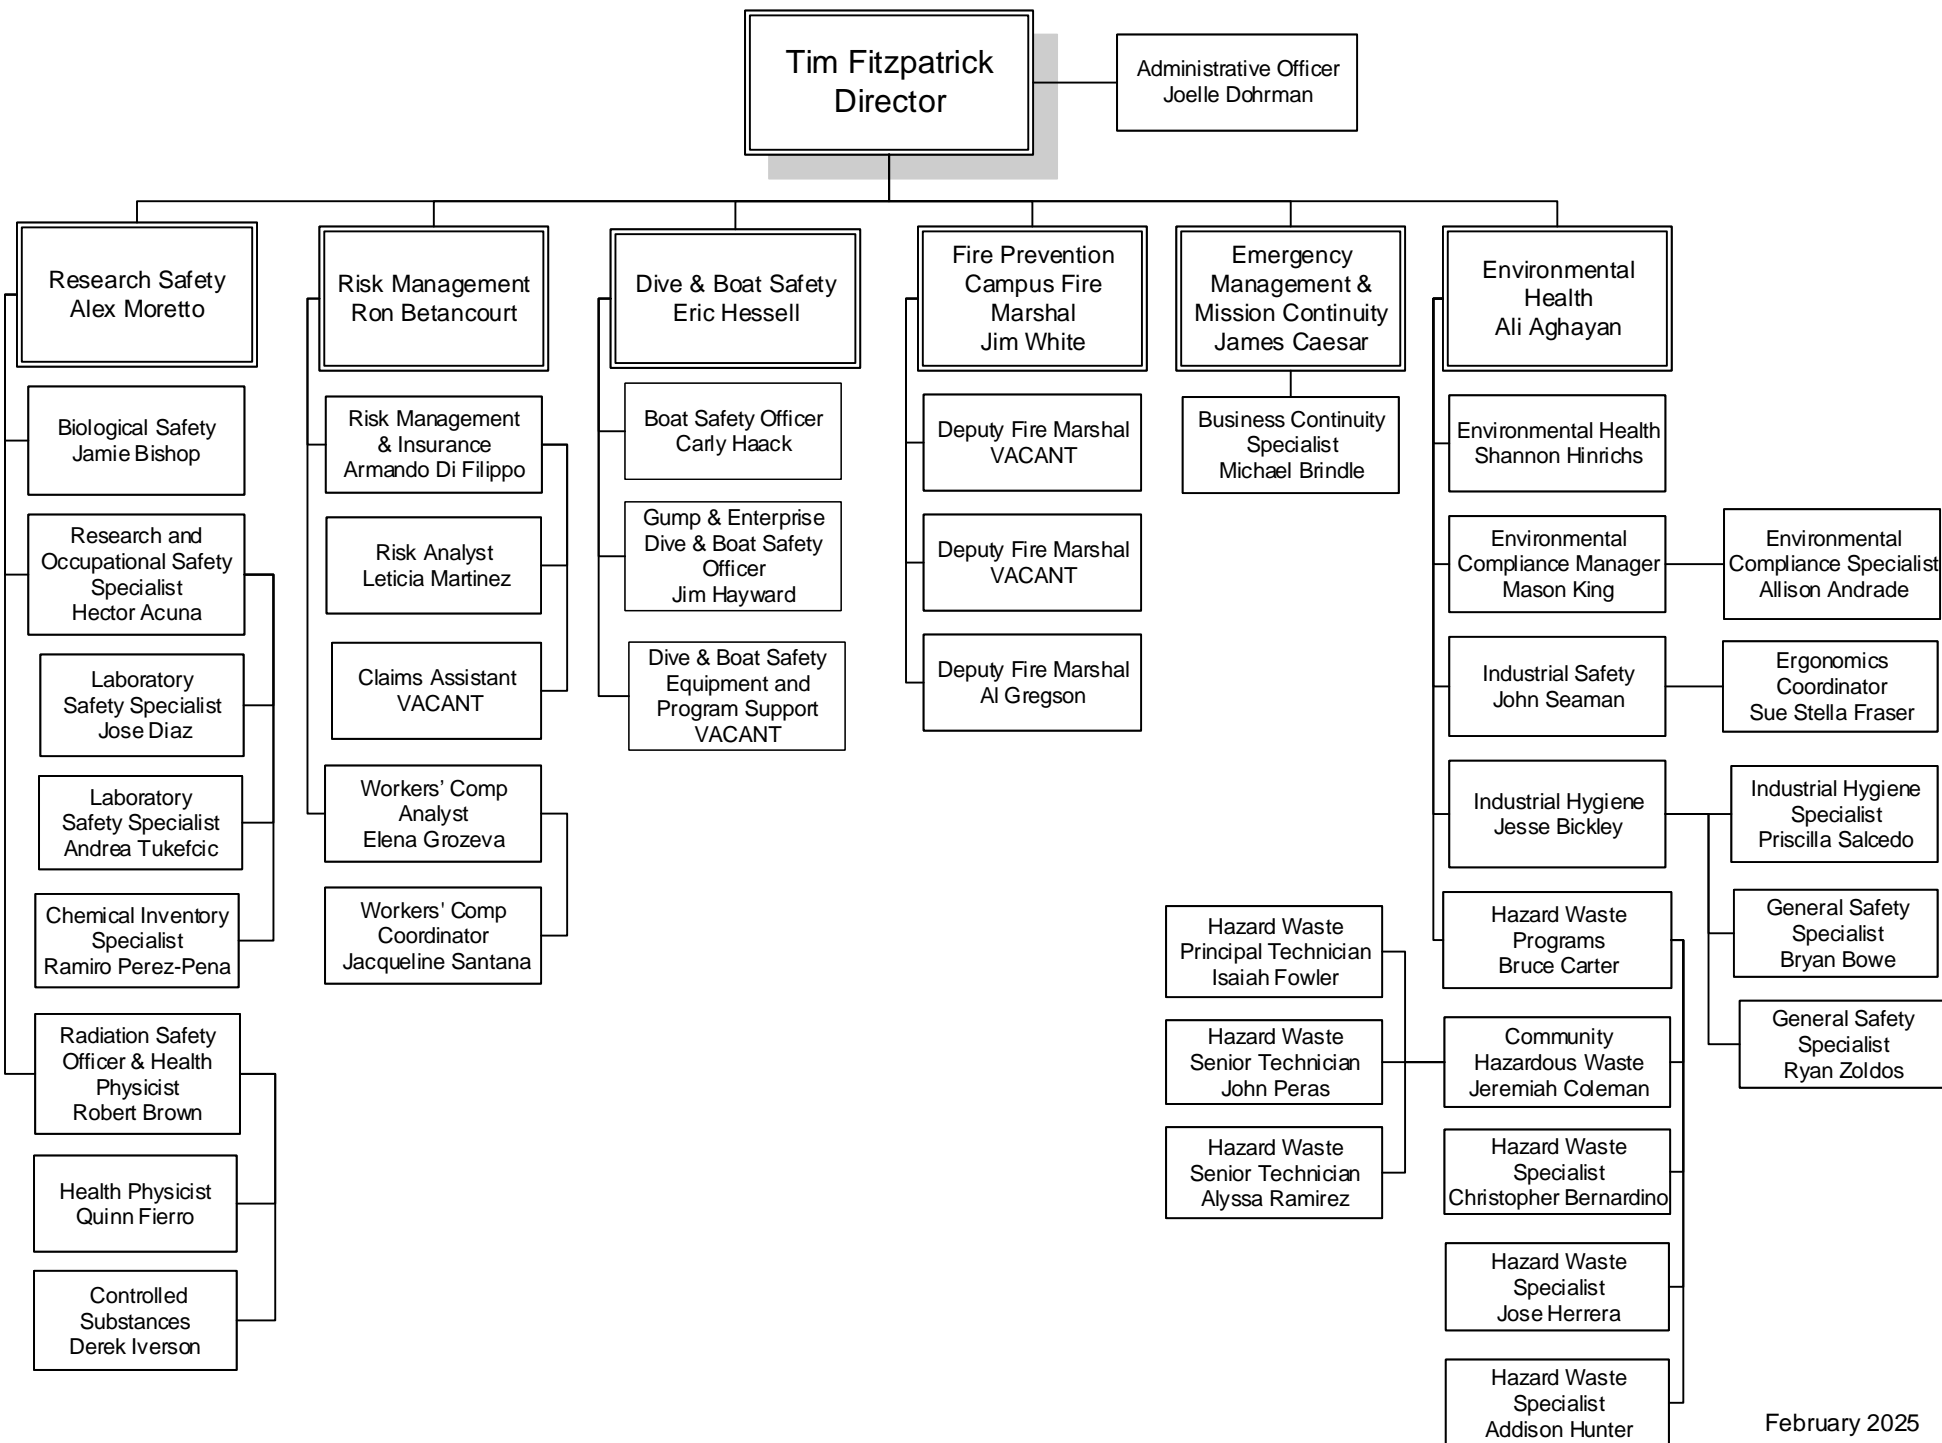 Tim Fitzpatrick
Director
Administrative Officer
Joelle Dohrman
Research Safety
Alex Moretto
Risk Management
Ron Betancourt
Dive & Boat Safety
Eric Hessell
Fire Prevention
Campus Fire
Marshal
Jim White
Emergency
Management &
Mission Continuity
James Caesar
Environmental
Health
Ali Aghayan
Biological Safety
Jamie Bishop
Research and
Occupational Safety
Specialist
Hector Acuna
Laboratory
Safety Specialist
Jose Diaz
Laboratory
Safety Specialist
Andrea Tukefcic
Chemical Inventory
Specialist
Ramiro Perez-Pena
Radiation Safety
Officer & Health
Physicist
Robert Brown
Health Physicist
Quinn Fierro
Controlled
Substances
Derek Iverson
Risk Management
& Insurance
Armando Di Filippo
Risk Analyst
Leticia Martinez
Claims Assistant
VACANT
Workers’ Comp
Analyst
Elena Grozeva
Workers' Comp
Coordinator
Jacqueline Santana
Boat Safety Officer
Carly Haack
Gump & Enterprise
Dive & Boat Safety
Officer
Jim Hayward
Dive & Boat Safety
Equipment and
Program Support
VACANT
Deputy Fire Marshal
VACANT
Deputy Fire Marshal
VACANT
Deputy Fire Marshal
Al Gregson
Business Continuity
Specialist
Michael Brindle
Environmental Health
Shannon Hinrichs
Environmental
Compliance Manager
Mason King
Environmental
Compliance Specialist
Allison Andrade
Industrial Safety
John Seaman
Ergonomics
Coordinator
Sue Stella Fraser
Industrial Hygiene
Jesse Bickley
Industrial Hygiene
Specialist
Priscilla Salcedo
General Safety
Specialist
Bryan Bowe
General Safety
Specialist
Ryan Zoldos
Hazard Waste
Programs
Bruce Carter
Community
Hazardous Waste
Jeremiah Coleman
Hazard Waste
Principal Technician
Isaiah Fowler
Hazard Waste
Senior Technician
John Peras
Hazard Waste
Senior Technician
Alyssa Ramirez
Hazard Waste
Specialist
Christopher Bernardino
Hazard Waste
Specialist
Jose Herrera
Hazard Waste
Specialist
Addison Hunter
February 2025